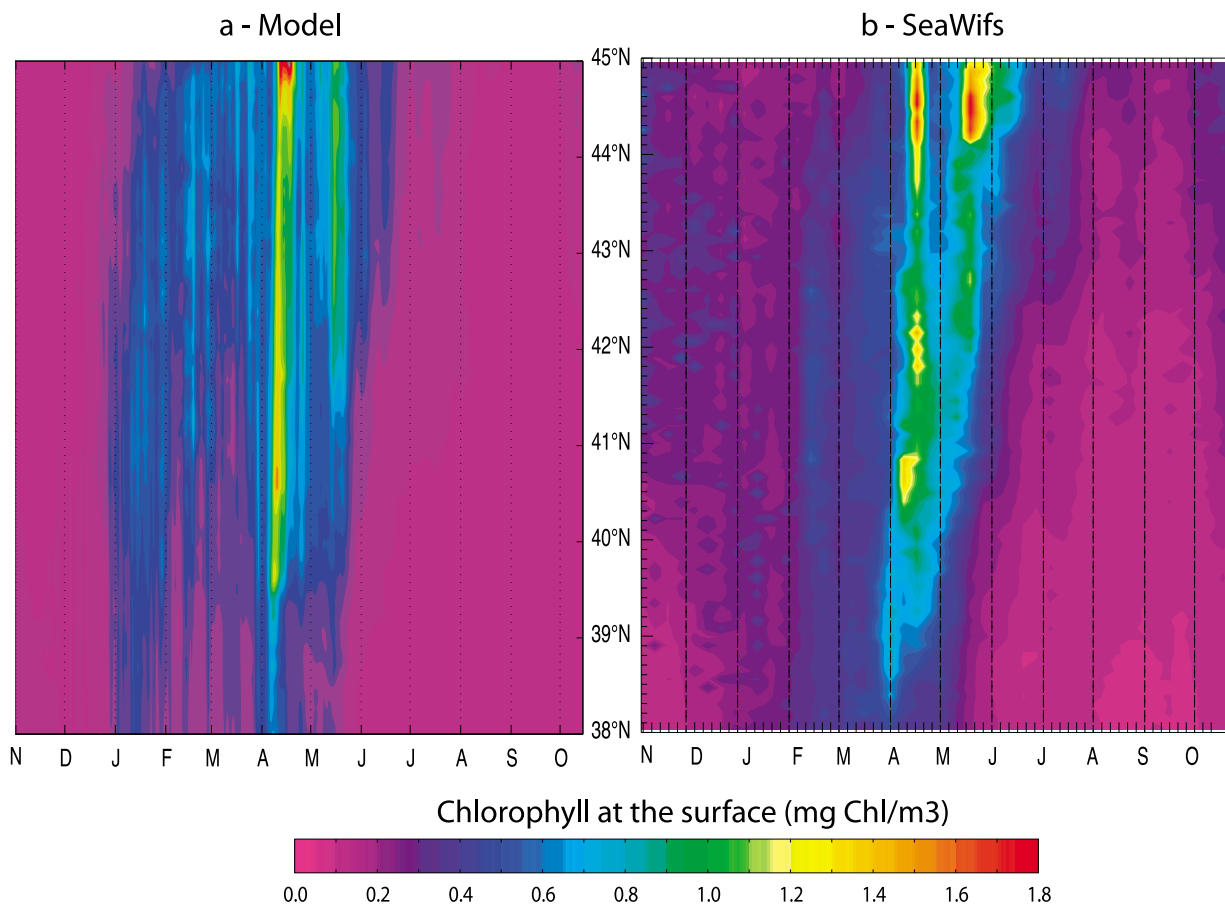 a - Model
b - SeaWifs
45°N
44°N
43°N
42°N
41°N
40°N
39°N
38°N
N D J F M A M J J A S O
N D J F M A M J J A S O
Chlorophyll at the surface (mg Chl/m3)
0.0 0.2 0.4 0.6 0.8 1.0 1.2 1.4 1.6 1.8